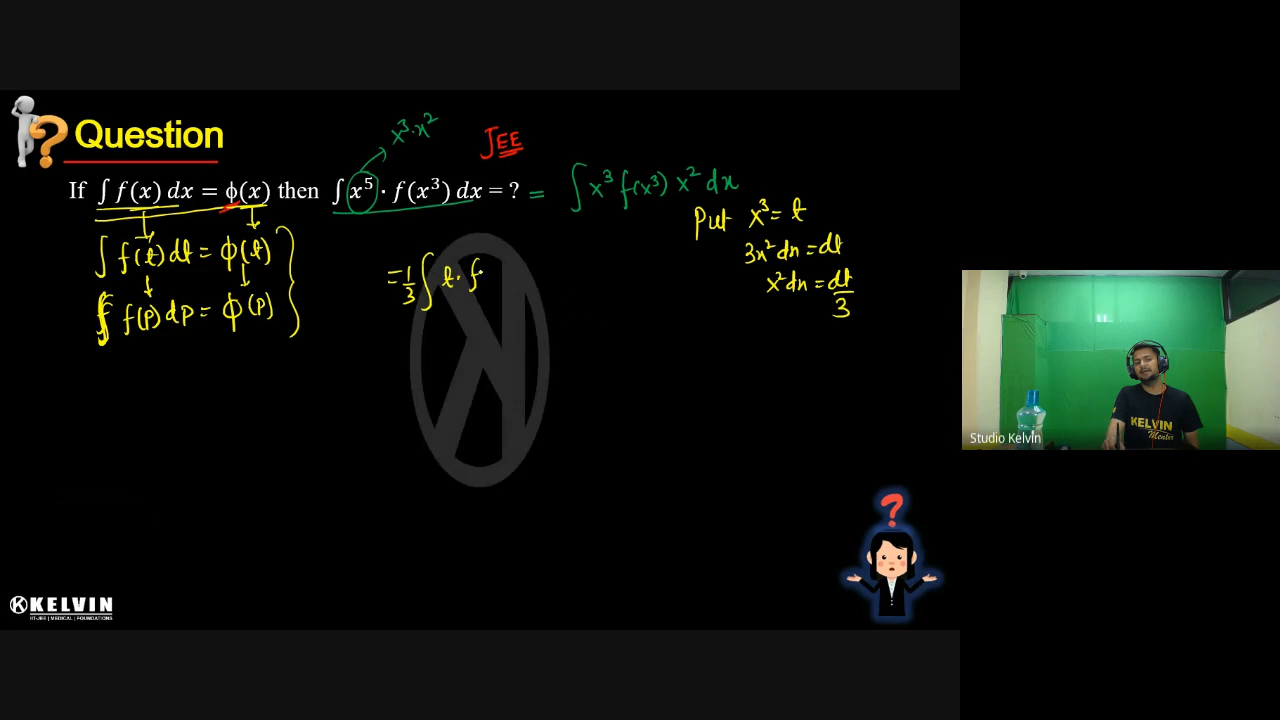 x³·x²
JEE
Question
If ∫ f(x) dx = ϕ(x) then ∫ x⁵ · f(x³) dx = ? = ∫ x³ f(x³) x² dx
Put x³ = t
∫ f(t) dt = ϕ(t)
3x² dx = dt
= 1/3 ∫ t · f
x² dx = dt/3
∫ f(p) dp = ϕ(p)
?
KELVIN
Mentor
Studio Kelvin
?
KELVIN
IIT-JEE | MEDICAL | FOUNDATIONS